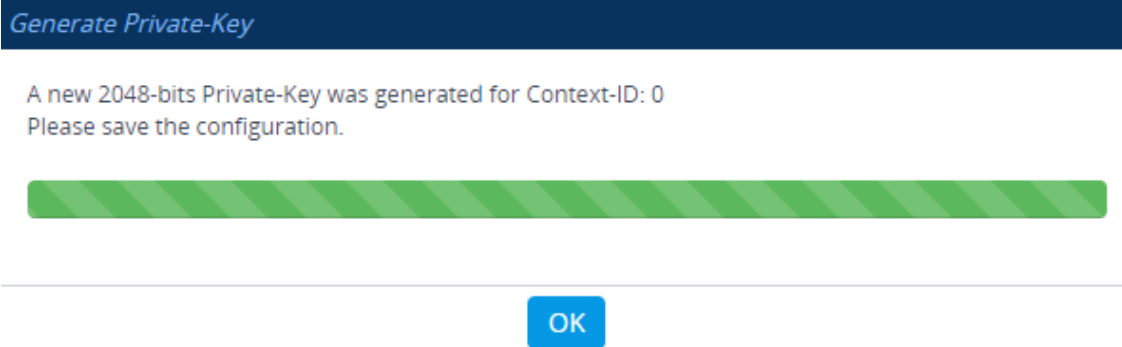 Generate Private-Key
A new 2048-bits Private-Key was generated for Context-ID: 0
Please save the configuration.
OK